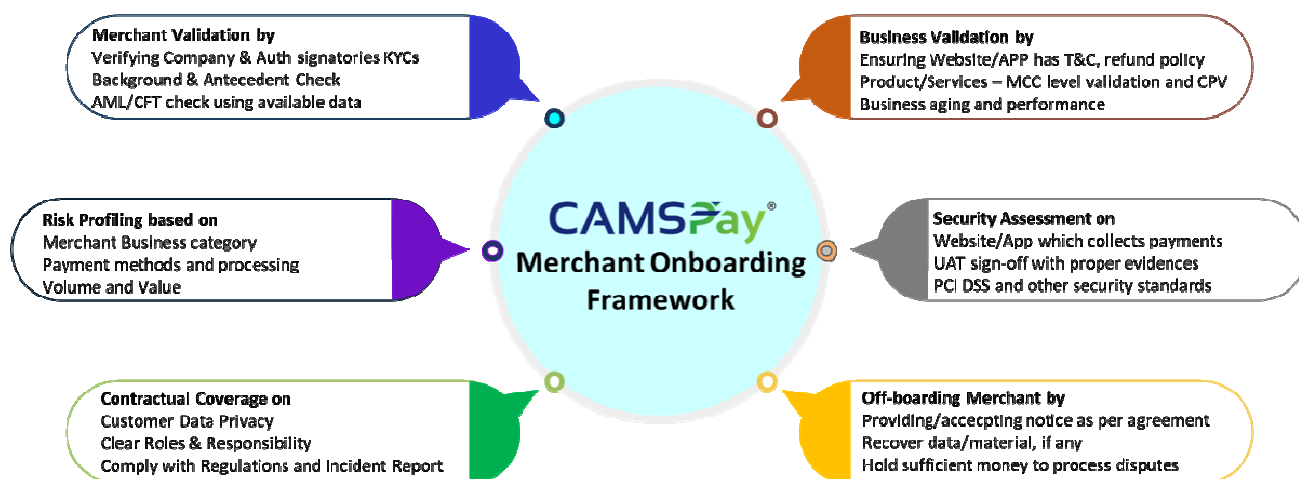 Merchant Validation by
Verifying Company & Auth signatories KYCs
Background & Antecedent Check
AML/CFT check using available data
Business Validation by
Ensuring Website/APP has T&C, refund policy
Product/Services – MCC level validation and CPV
Business aging and performance
Risk Profiling based on
Merchant Business category
Payment methods and processing
Volume and Value
CAMSPay®
Merchant Onboarding
Framework
Security Assessment on
Website/App which collects payments
UAT sign-off with proper evidences
PCI DSS and other security standards
Contractual Coverage on
Customer Data Privacy
Clear Roles & Responsibility
Comply with Regulations and Incident Report
Off-boarding Merchant by
Providing/accecpting notice as per agreement
Recover data/material, if any
Hold sufficient money to process disputes